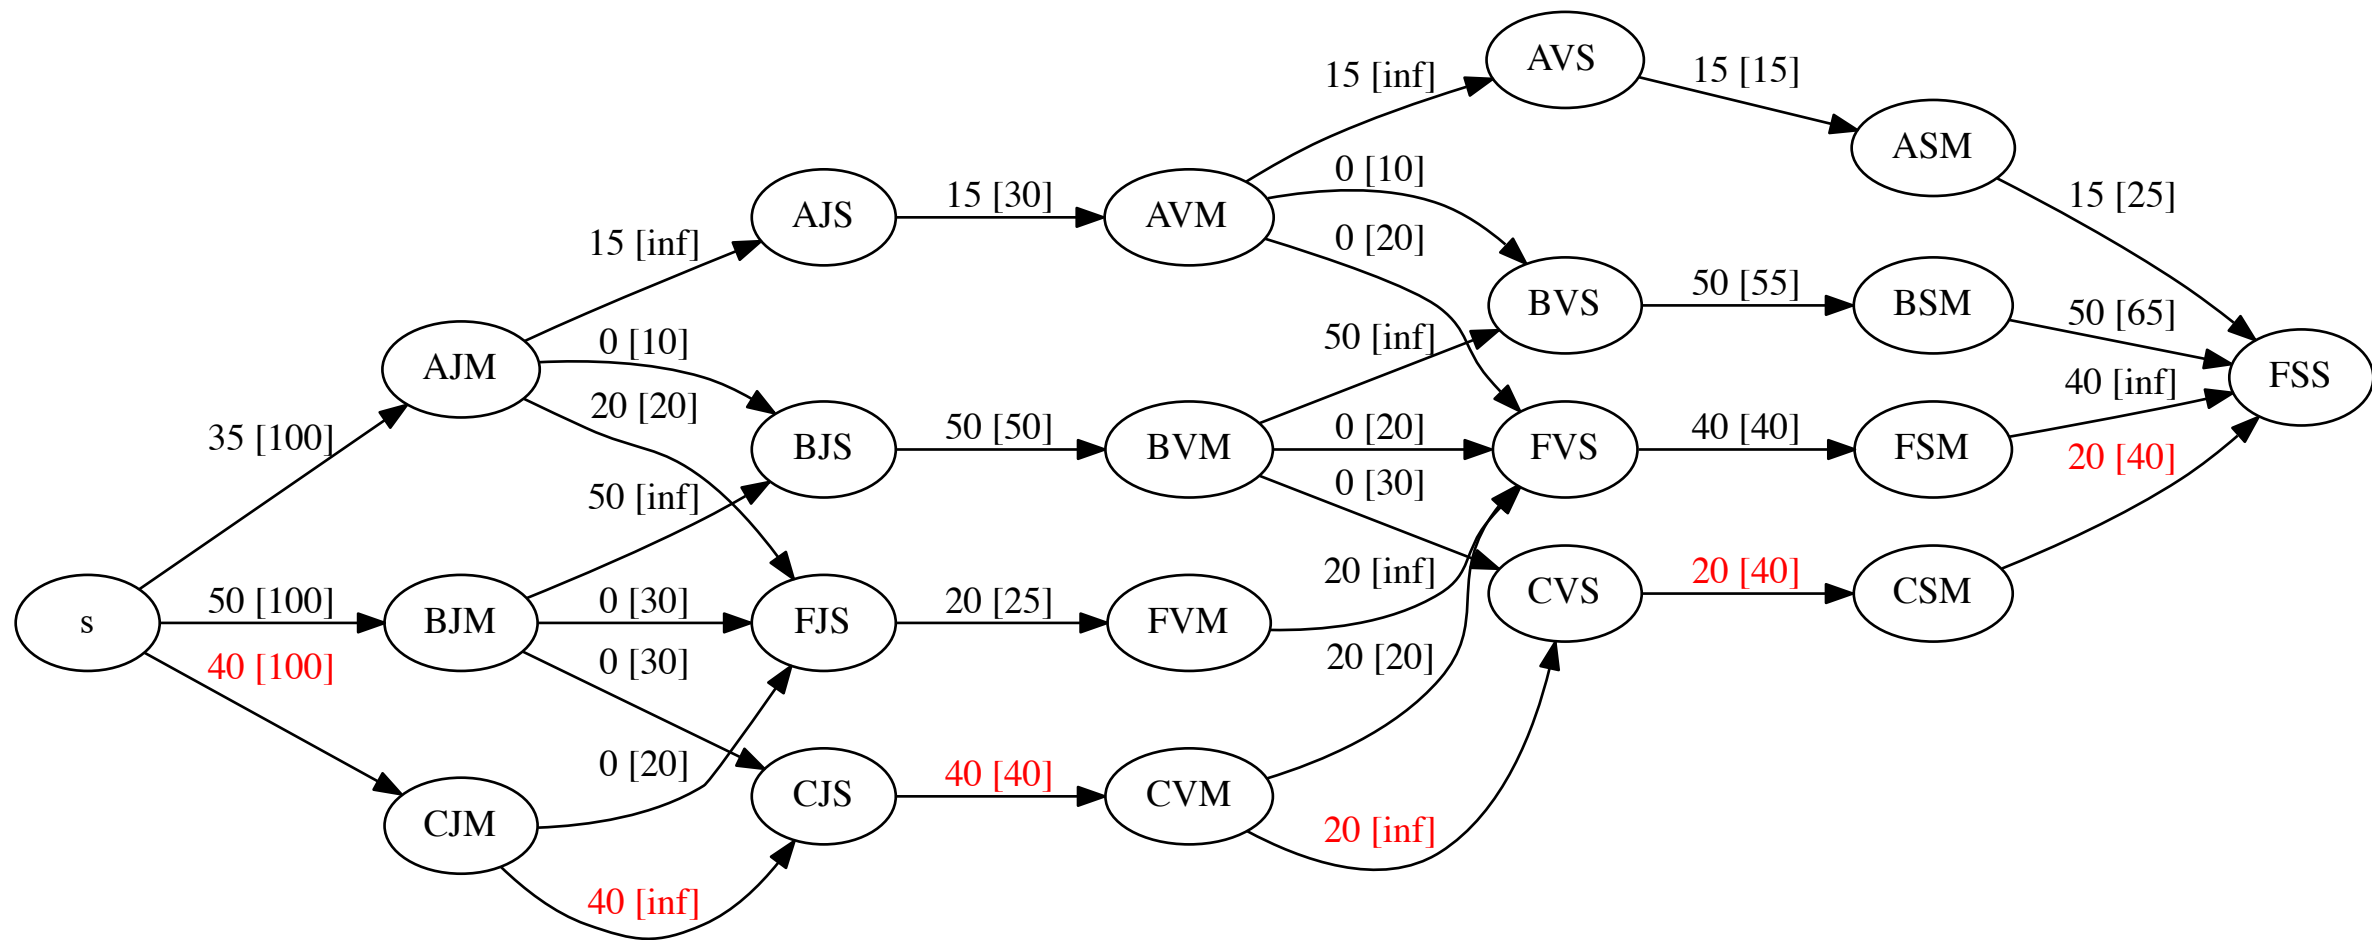 AVS
15 [inf]
15 [15]
ASM
0 [10]
15 [25]
AJS
15 [30]
AVM
15 [inf]
0 [20]
BVS
50 [55]
BSM
50 [65]
AJM
0 [10]
50 [inf]
FSS
20 [20]
40 [inf]
35 [100]
BJS
50 [50]
BVM
0 [20]
FVS
40 [40]
FSM
20 [40]
50 [inf]
0 [30]
s
50 [100]
BJM
0 [30]
FJS
20 [25]
FVM
20 [inf]
CVS
20 [40]
CSM
40 [100]
0 [30]
20 [20]
CJM
0 [20]
CJS
40 [40]
CVM
20 [inf]
40 [inf]